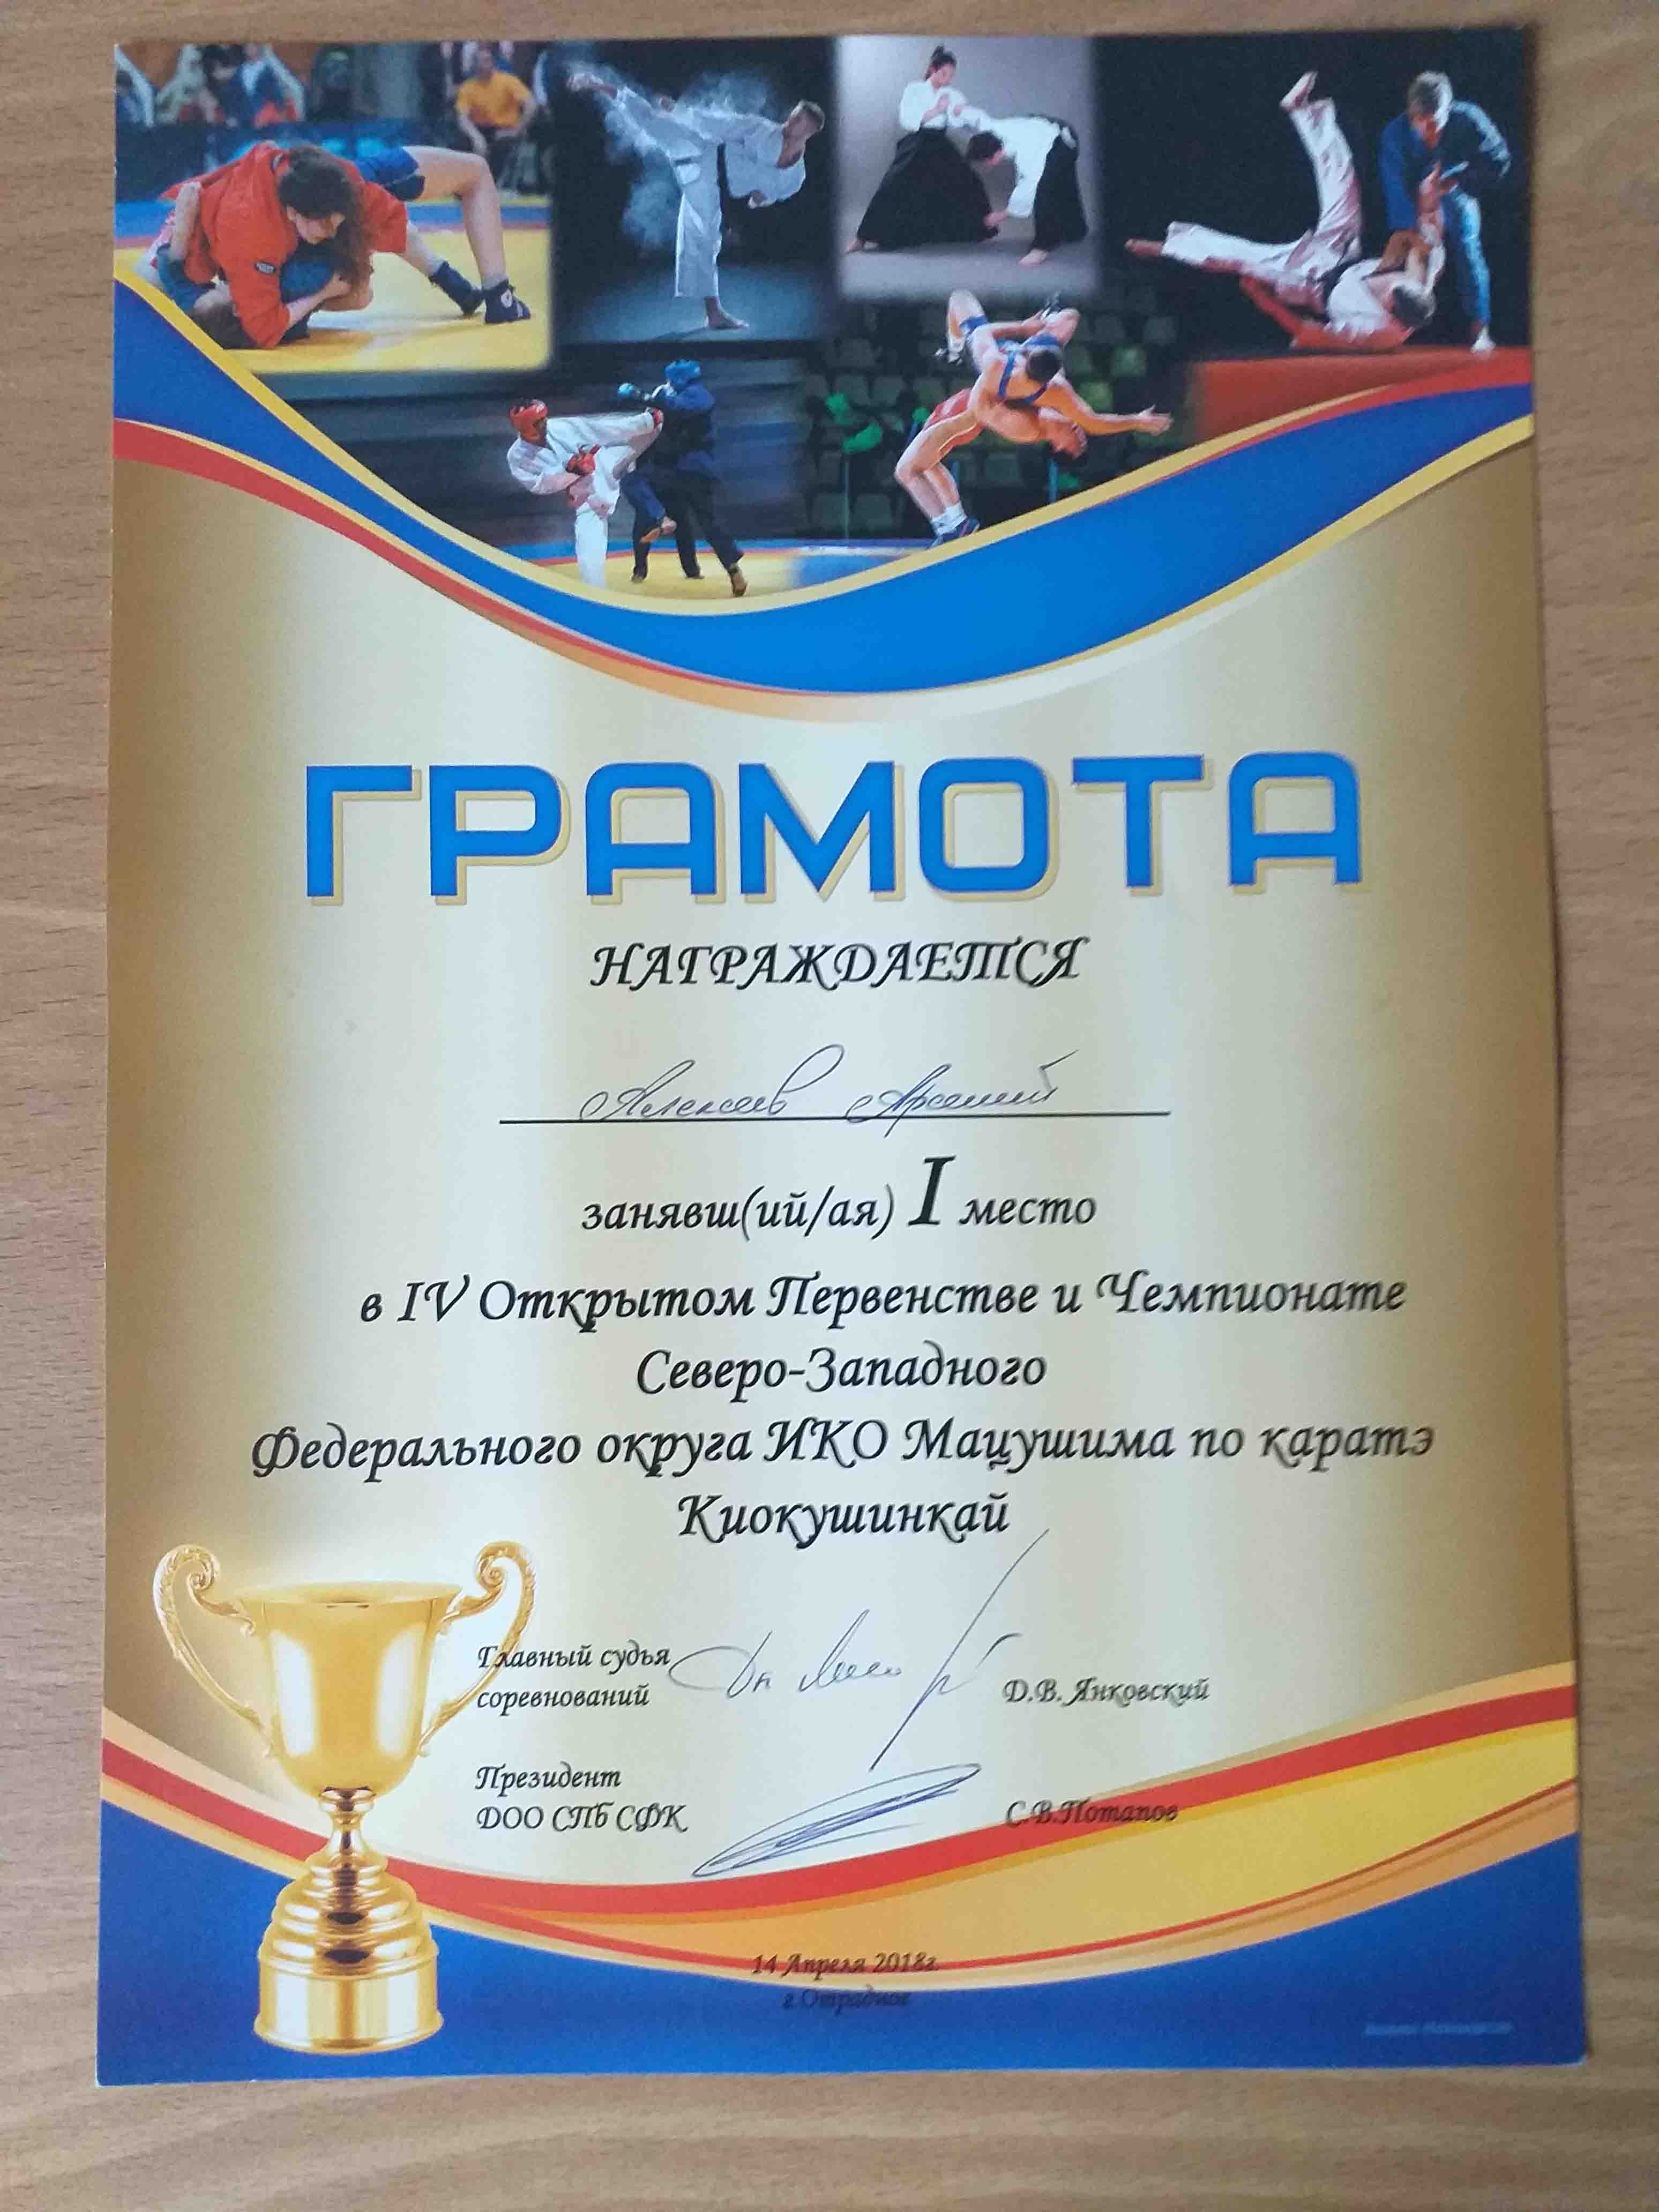 ГРАМОТА
НАГРАЖДАЕТСЯ
Алексеев Арсений
занявш(ий/ая) I место
в IV Открытом Первенстве и Чемпионате
Северо-Западного
Федерального округа ИКО Мацушима по каратэ
Киокушинкай
Главный судья
соревнований
Д.В. Янковский
Президент
ДОО СПб СФК
С.В.Потапов
14 Апреля 2018г.
г.Отрадное